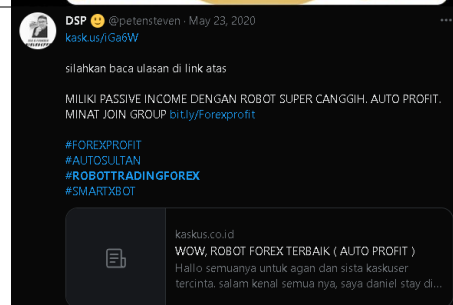 DSP 🙂 @petensteven · May 23, 2020
kask.us/iGa6W
silahkan baca ulasan di link atas
MILIKI PASSIVE INCOME DENGAN ROBOT SUPER CANGGIH. AUTO PROFIT.
MINAT JOIN GROUP bit.ly/Forexprofit
#FOREXPROFIT
#AUTOSULTAN
#ROBOTTRADINGFOREX
#SMARTXBOT
kaskus.co.id
WOW, ROBOT FOREX TERBAIK ( AUTO PROFIT )
Hallo semuanya untuk agan dan sista kaskuser
tercinta. salam kenal semua nya, saya daniel stay di...